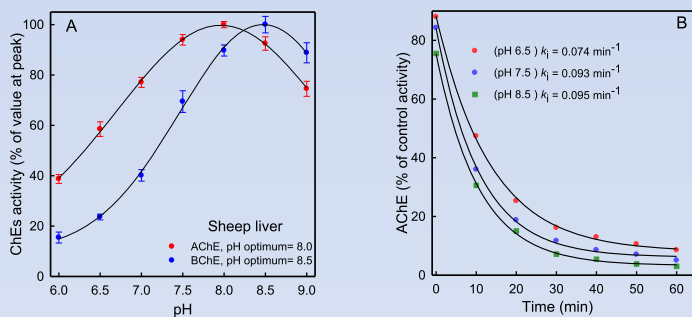 A
ChEs activity (% of value at peak)
100
80
60
40
20
0
Sheep liver
AChE, pH optimum= 8.0
BChE, pH optimum= 8.5
6.0 6.5 7.0 7.5 8.0 8.5 9.0
pH
B
AChE (% of control activity)
80
60
40
20
0
(pH 6.5 ) ki = 0.074 min-1
(pH 7.5 ) ki = 0.093 min-1
(pH 8.5 ) ki = 0.095 min-1
0 10 20 30 40 50 60
Time (min)